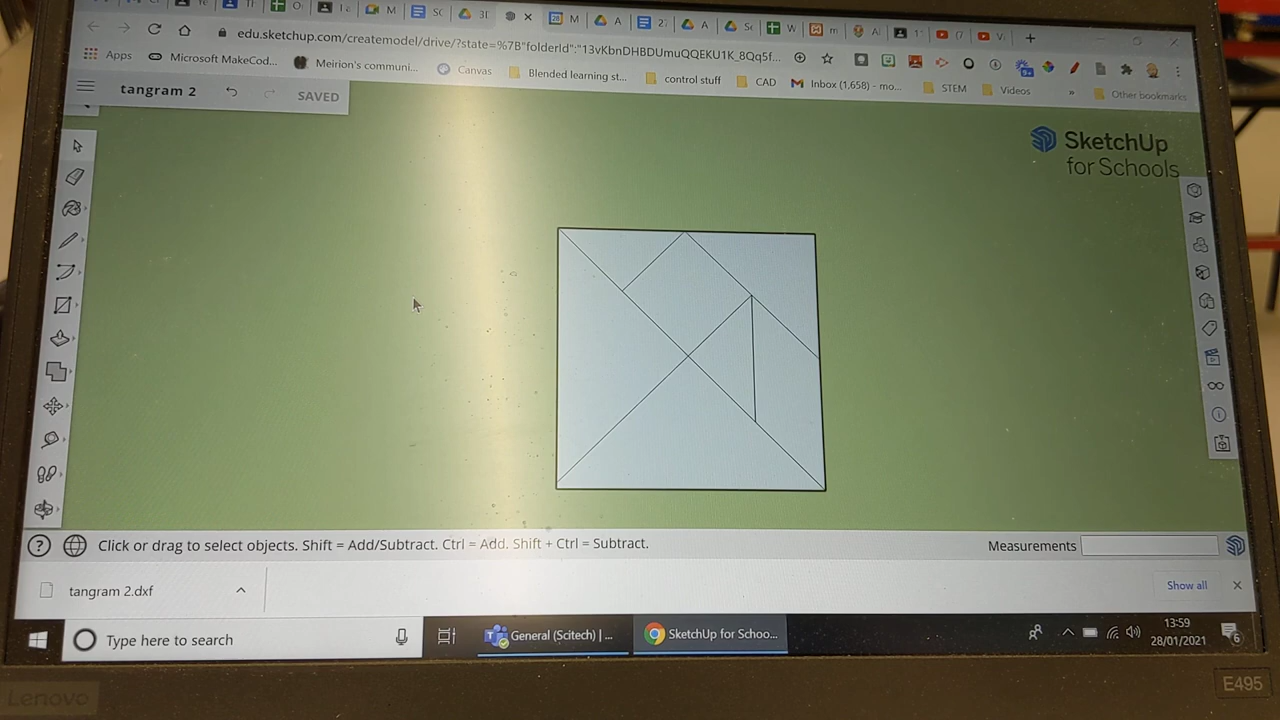 edu.sketchup.com/createmodel/drive/?state=%7B"folderId":"13vKbnDHBDUmuQQEKU1K_8Qq5f...
Apps
Microsoft MakeCod...
Meirion's communi...
Canvas
Blended learning st...
control stuff
CAD
Inbox (1,658) - mo...
STEM
Videos
»
Other bookmarks
tangram 2
SAVED
SketchUp
for Schools
Click or drag to select objects. Shift = Add/Subtract. Ctrl = Add. Shift + Ctrl = Subtract.
Measurements
tangram 2.dxf
Show all
Type here to search
General (Scitech) | ...
SketchUp for Schoo...
13:59
28/01/2021
6
Lenovo
E495